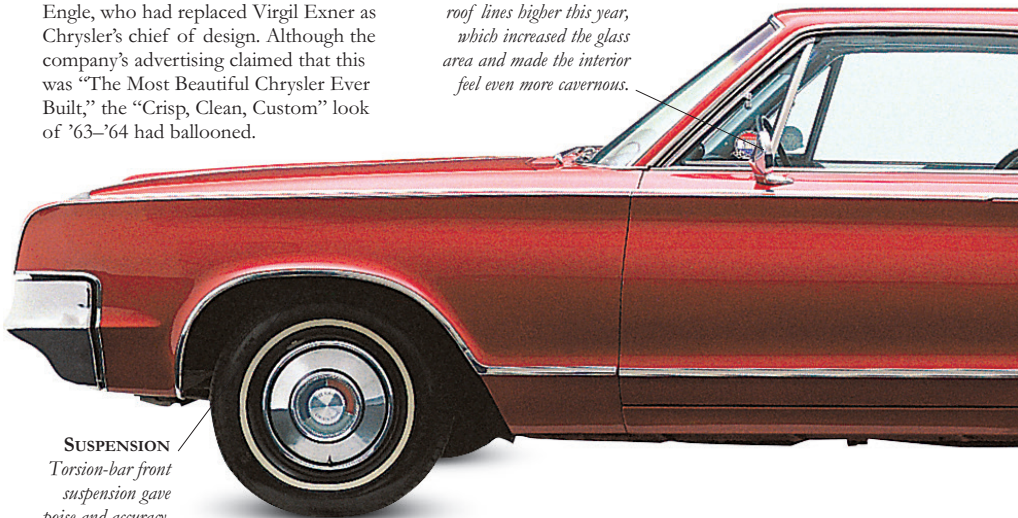 Engle, who had replaced Virgil Exner as
Chrysler’s chief of design. Although the
company’s advertising claimed that this
was “The Most Beautiful Chrysler Ever
Built,” the “Crisp, Clean, Custom” look
of ’63–’64 had ballooned.
roof lines higher this year,
which increased the glass
area and made the interior
feel even more cavernous.
SUSPENSION
Torsion-bar front
suspension gave
poise and accuracy.